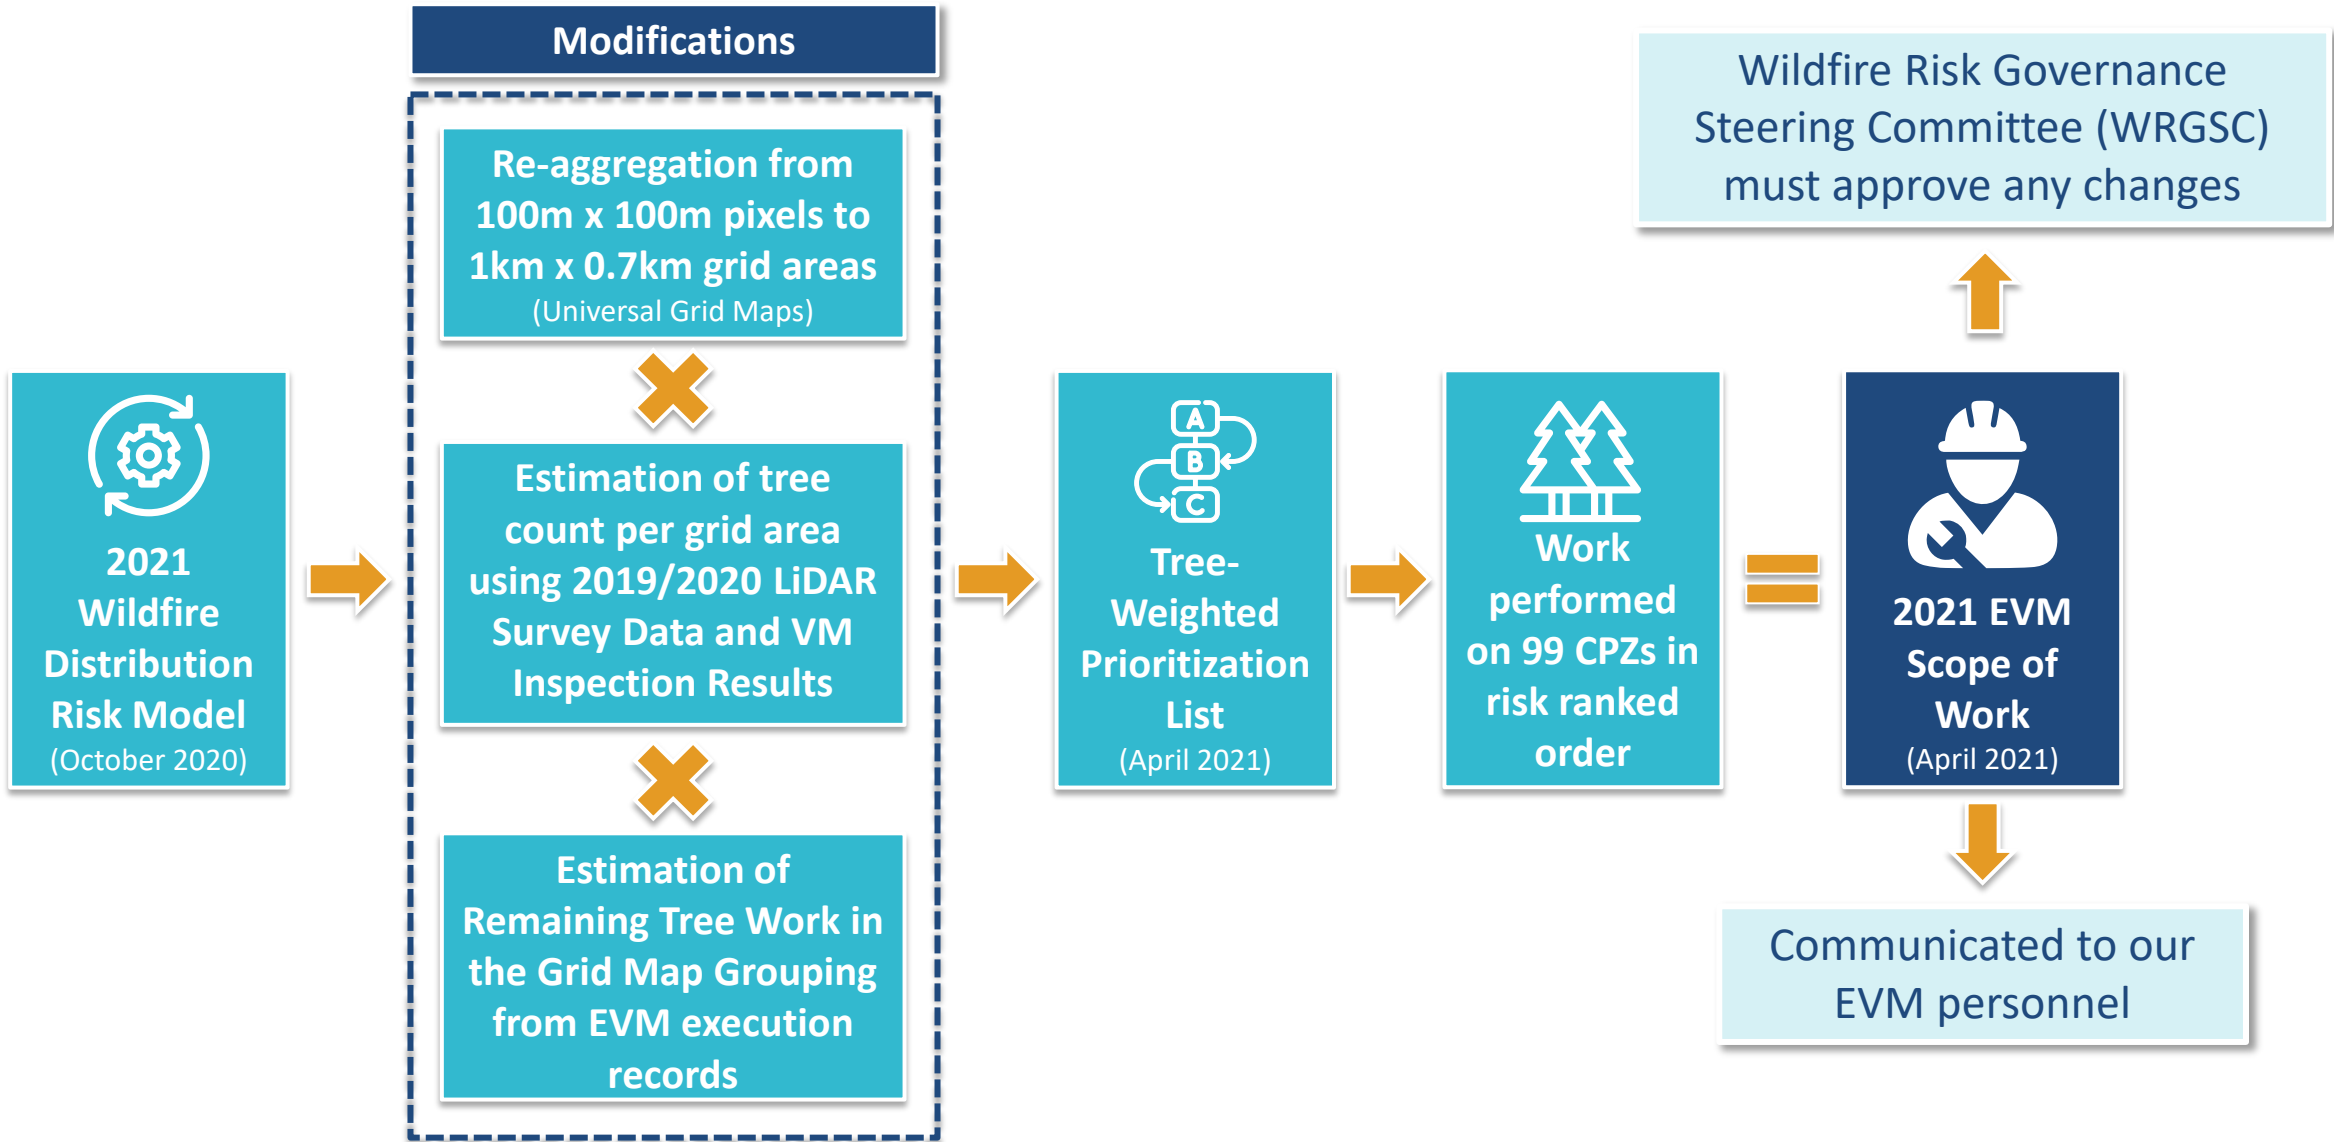 Modifications
Re-aggregation from
100m x 100m pixels to
1km x 0.7km grid areas
(Universal Grid Maps)
Estimation of tree
count per grid area
using 2019/2020 LiDAR
Survey Data and VM
Inspection Results
Estimation of
Remaining Tree Work in
the Grid Map Grouping
from EVM execution
records
2021
Wildfire
Distribution
Risk Model
(October 2020)
A
B
C
Tree-
Weighted
Prioritization
List
(April 2021)
Work
performed
on 99 CPZs in
risk ranked
order
2021 EVM
Scope of
Work
(April 2021)
Wildfire Risk Governance
Steering Committee (WRGSC)
must approve any changes
Communicated to our
EVM personnel